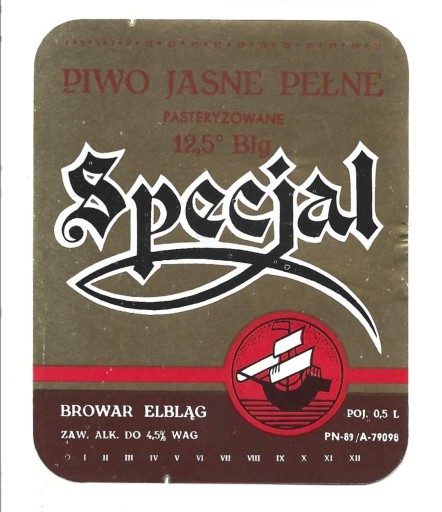 PIWO JASNE PEŁNE
PASTERYZOWANE
12,5° Blg
Specjal
BROWAR ELBLĄG
POJ. 0,5 L
ZAW. ALK. DO 4,5% WAG
PN-89/A-79098
0 I II III IV V VI VII VIII IX X XI XII